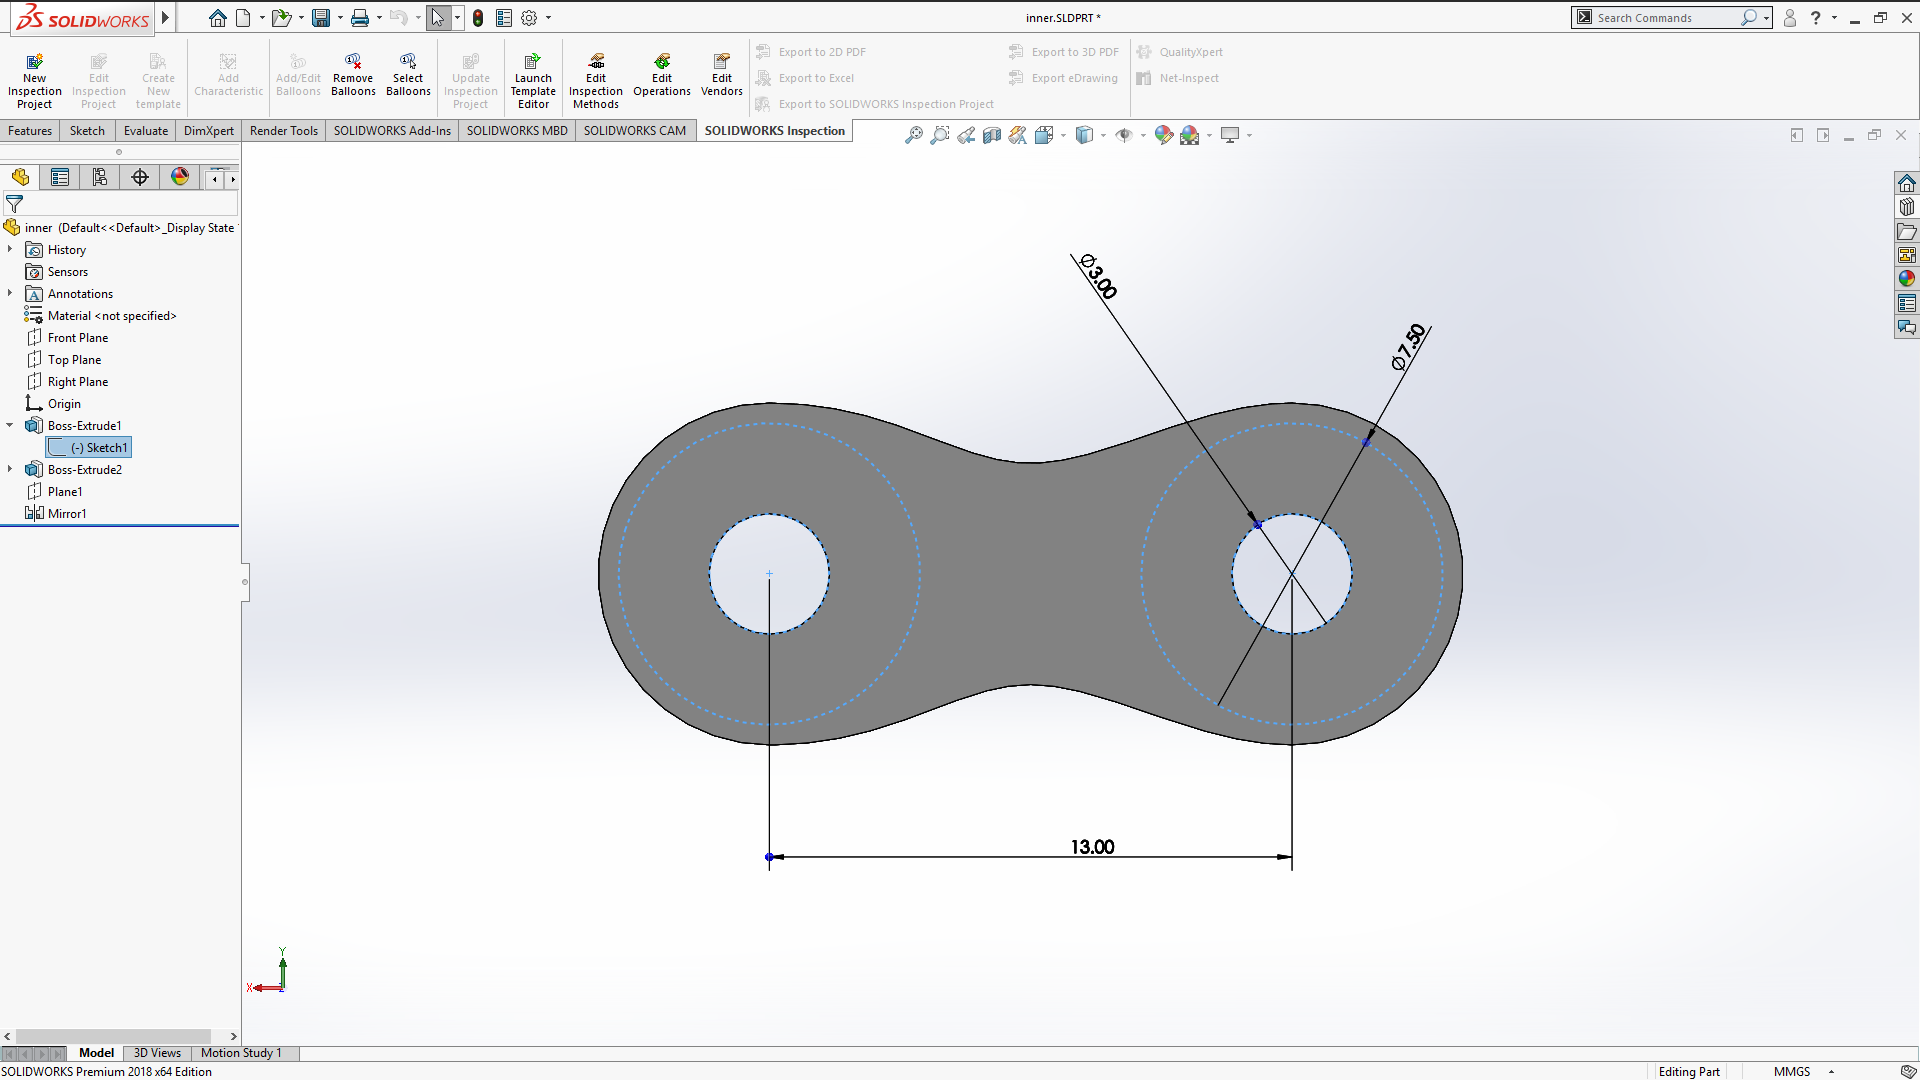 SOLIDWORKS
inner.SLDPRT *
Search Commands
?
New Inspection Project
Edit Inspection Project
Create New template
Add Characteristic
Add/Edit Balloons
Remove Balloons
Select Balloons
Update Inspection Project
Launch Template Editor
Edit Inspection Methods
Edit Operations
Edit Vendors
Export to 2D PDF
Export to Excel
Export to SOLIDWORKS Inspection Project
Export to 3D PDF
Export eDrawing
QualityXpert
Net-Inspect
Features
Sketch
Evaluate
DimXpert
Render Tools
SOLIDWORKS Add-Ins
SOLIDWORKS MBD
SOLIDWORKS CAM
SOLIDWORKS Inspection
inner (Default<<Default>_Display State
History
Sensors
Annotations
Material <not specified>
Front Plane
Top Plane
Right Plane
Origin
Boss-Extrude1
(-) Sketch1
Boss-Extrude2
Plane1
Mirror1
Ø3.00
Ø7.50
13.00
Y
X
Z
Model
3D Views
Motion Study 1
SOLIDWORKS Premium 2018 x64 Edition
Editing Part
MMGS